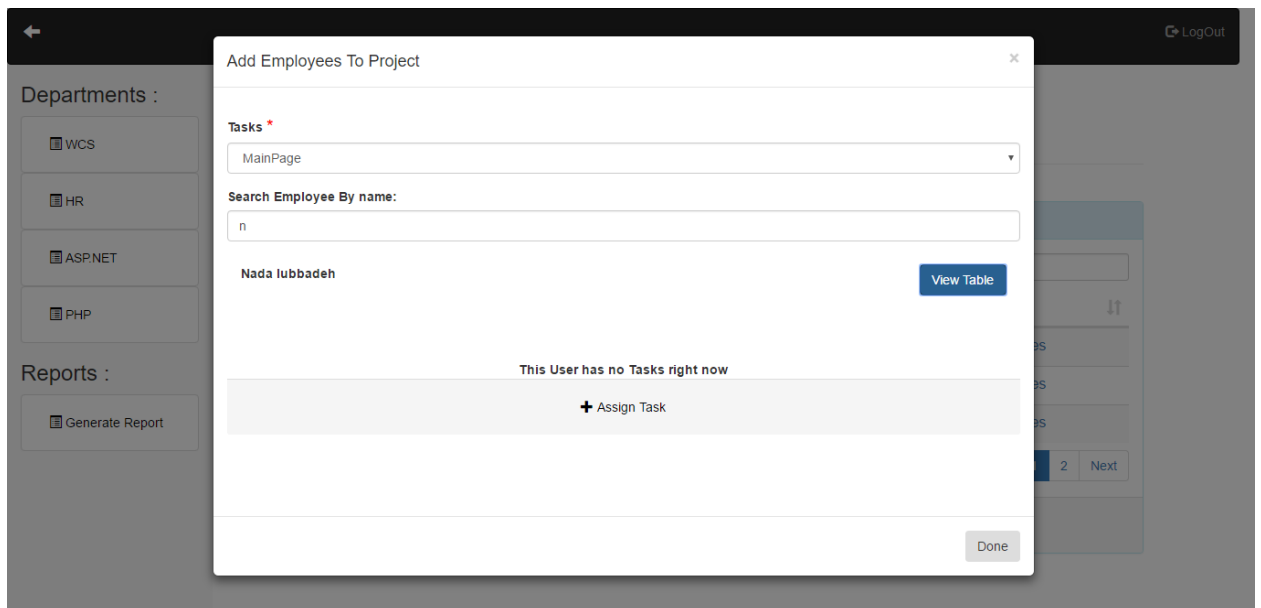 LogOut
Add Employees To Project
×
Departments :
Tasks *
WCS
MainPage
HR
Search Employee By name:
n
ASP.NET
Nada lubbadeh
View Table
PHP
Reports :
This User has no Tasks right now
Assign Task
Generate Report
2
Next
Done